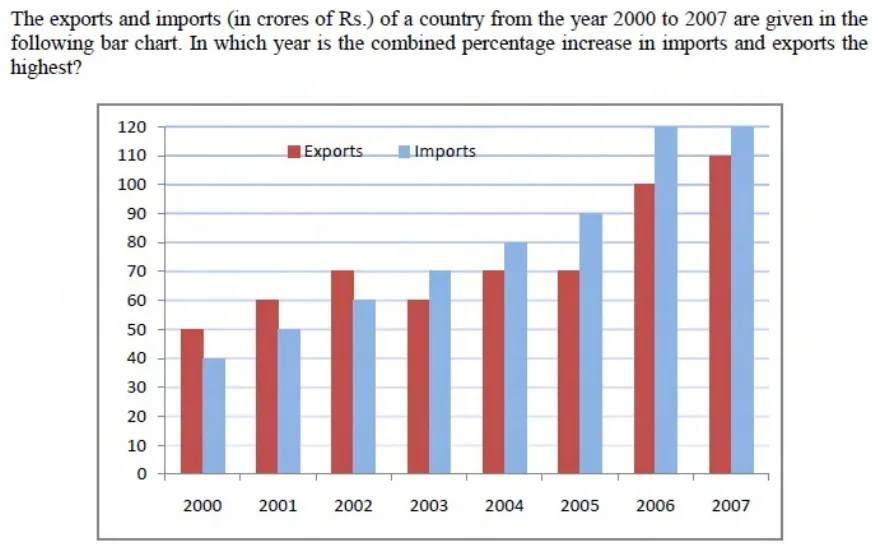 The exports and imports (in crores of Rs.) of a country from the year 2000 to 2007 are given in the
following bar chart. In which year is the combined percentage increase in imports and exports the
highest?
120
Exports Imports
110
100
90
80
70
60
50
40
30
20
10
0
2000 2001 2002 2003 2004 2005 2006 2007